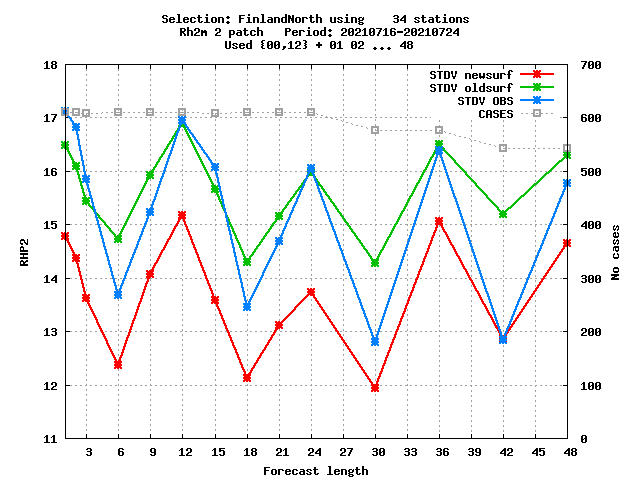 Selection: FinlandNorth using    34 stations
Rh2m 2 patch   Period: 20210716-20210724
Used {00,12} + 01 02 ... 48
STDV newsurf
STDV oldsurf
STDV OBS
CASES
18
17
16
15
14
13
12
11
700
600
500
400
300
200
100
0
RHP2
No cases
3 6 9 12 15 18 21 24 27 30 33 36 39 42 45 48
Forecast length